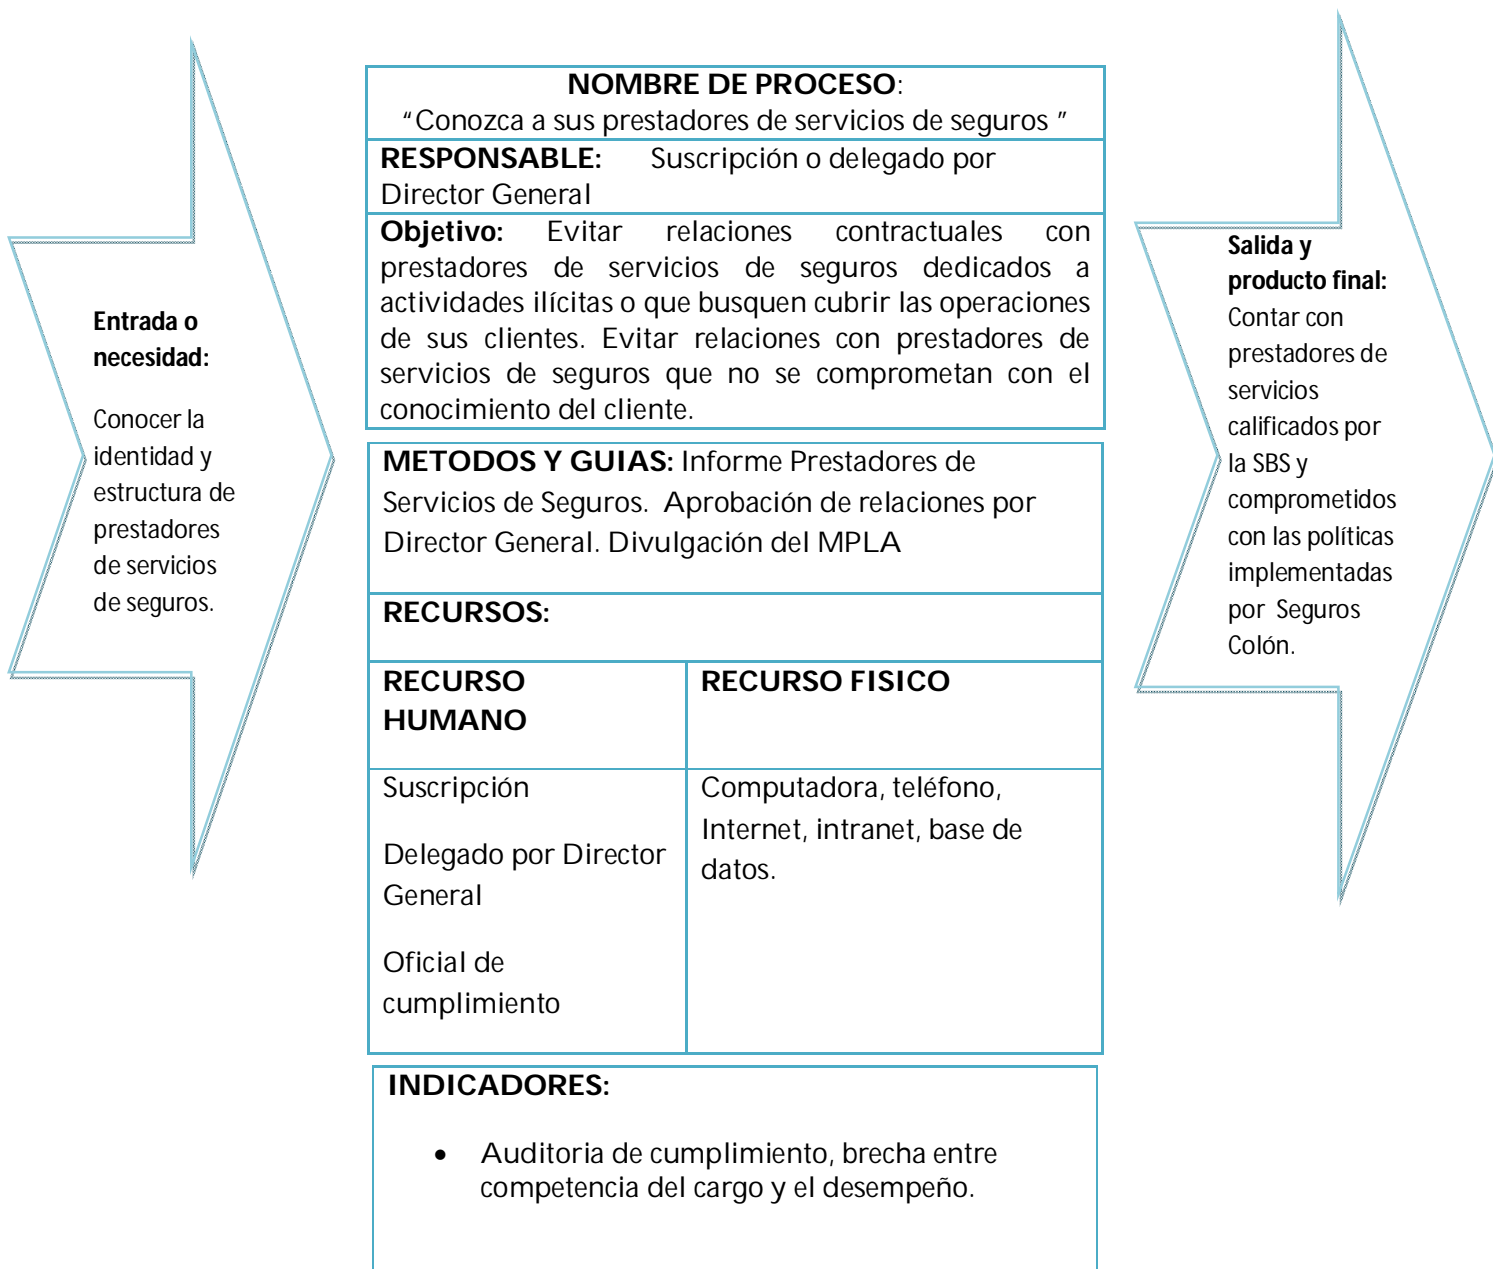 Entrada o
necesidad:
Conocer la
identidad y
estructura de
prestadores
de servicios
de seguros.
NOMBRE DE PROCESO:
“Conozca a sus prestadores de servicios de seguros ”
RESPONSABLE: Suscripción o delegado por
Director General
Objetivo: Evitar relaciones contractuales con
prestadores de servicios de seguros dedicados a
actividades ilícitas o que busquen cubrir las operaciones
de sus clientes. Evitar relaciones con prestadores de
servicios de seguros que no se comprometan con el
conocimiento del cliente.
METODOS Y GUIAS: Informe Prestadores de
Servicios de Seguros. Aprobación de relaciones por
Director General. Divulgación del MPLA
RECURSOS:
RECURSO
HUMANO
RECURSO FISICO
Suscripción
Delegado por Director
General
Oficial de
cumplimiento
Computadora, teléfono,
Internet, intranet, base de
datos.
INDICADORES:
• Auditoria de cumplimiento, brecha entre
competencia del cargo y el desempeño.
Salida y
producto final:
Contar con
prestadores de
servicios
calificados por
la SBS y
comprometidos
con las políticas
implementadas
por Seguros
Colón.